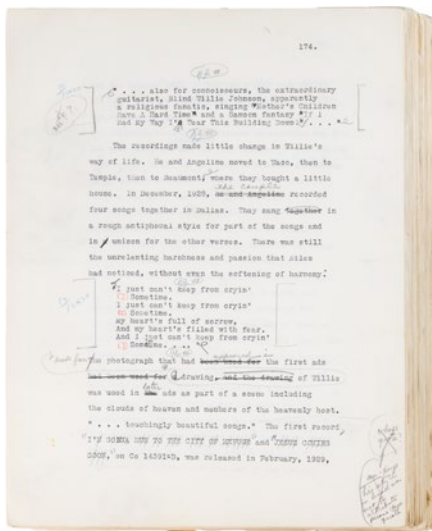 174.
". . . . also for connoisseurs, the extraordinary
guitarist, Blind Willie Johnson, apparently
a religious fanatic, singing "Mother's Children
Have A Hard Time" and a Samson fantasy "If I
Had My Way I'd Tear This Building Down". . . . .
The recordings made little change in Willie's
way of life. He and Angeline moved to Waco, then to
Temple, then to Beaumont, where they bought a little
house. In December, 1928, he and Angeline recorded
the couple
four songs together in Dallas. They sang together in
a rough antiphonal style for part of the songs and
in unison for the other verses. There was still
the unrelenting harshness and passion that Niles
had noticed, without even the softening of harmony.
I just can't keep from cryin'
Sometime.
I just can't keep from cryin'
Sometime.
My heart's full of sorrow,
And my heart's filled with fear.
And I just can't keep from cryin'
Sometime. . . . .
The photograph that had been used for the first ads
had been used for a drawing, and the drawing of Willie
later
was used in the ads as part of a scene including
the clouds of heaven and members of the heavenly host.
". . . . touchingly beautiful songs." The first record,
"I'M GONNA RUN TO THE CITY OF REFUGE" and "JESUS COMING
SOON," on Co 14391-D, was released in February, 1929,